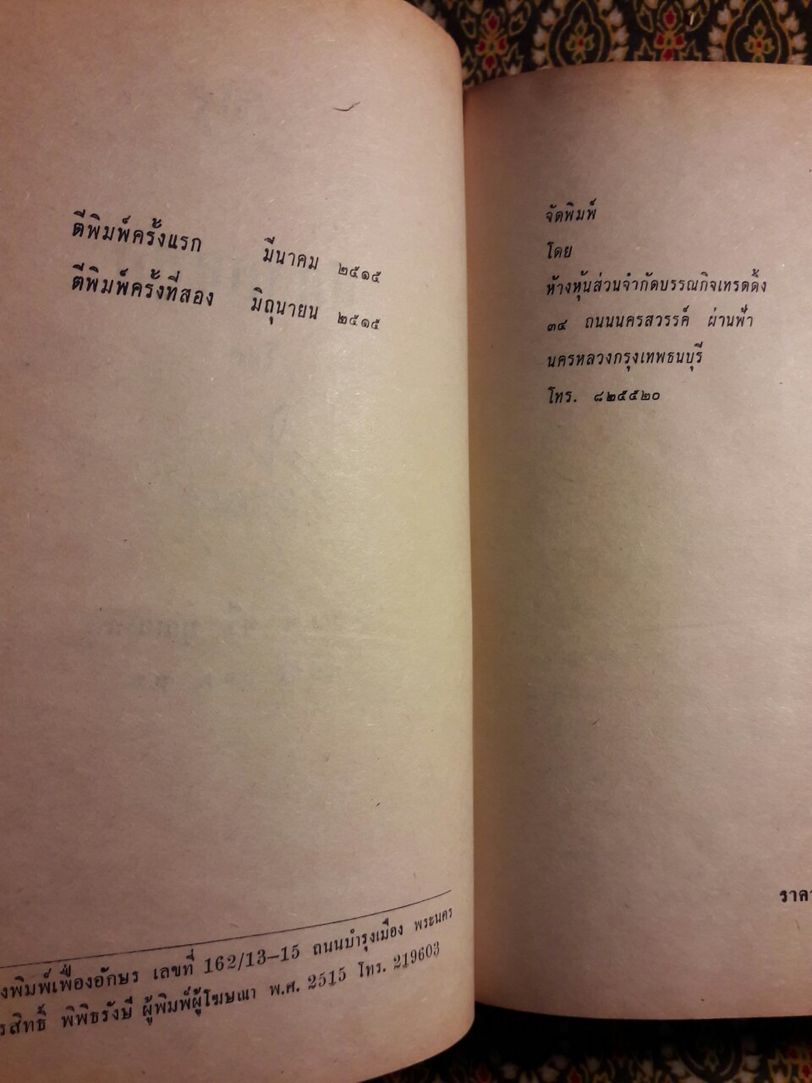 ตีพิมพ์ครั้งแรก มีนาคม ๒๕๑๕
ตีพิมพ์ครั้งที่สอง มิถุนายน ๒๕๑๕
งพิมพ์เฟื่องอักษร เลขที่ 162/13–15 ถนนบำรุงเมือง พระนคร
รสิทธิ์ พิพิธรังษี ผู้พิมพ์ผู้โฆษณา พ.ศ. 2515 โทร. 219603
จัดพิมพ์
โดย
ห้างหุ้นส่วนจำกัดบรรณกิจเทรดดิ้ง
๓๔ ถนนนครสวรรค์ ผ่านฟ้า
นครหลวงกรุงเทพธนบุรี
โทร. ๘๒๕๕๒๐
ราคา